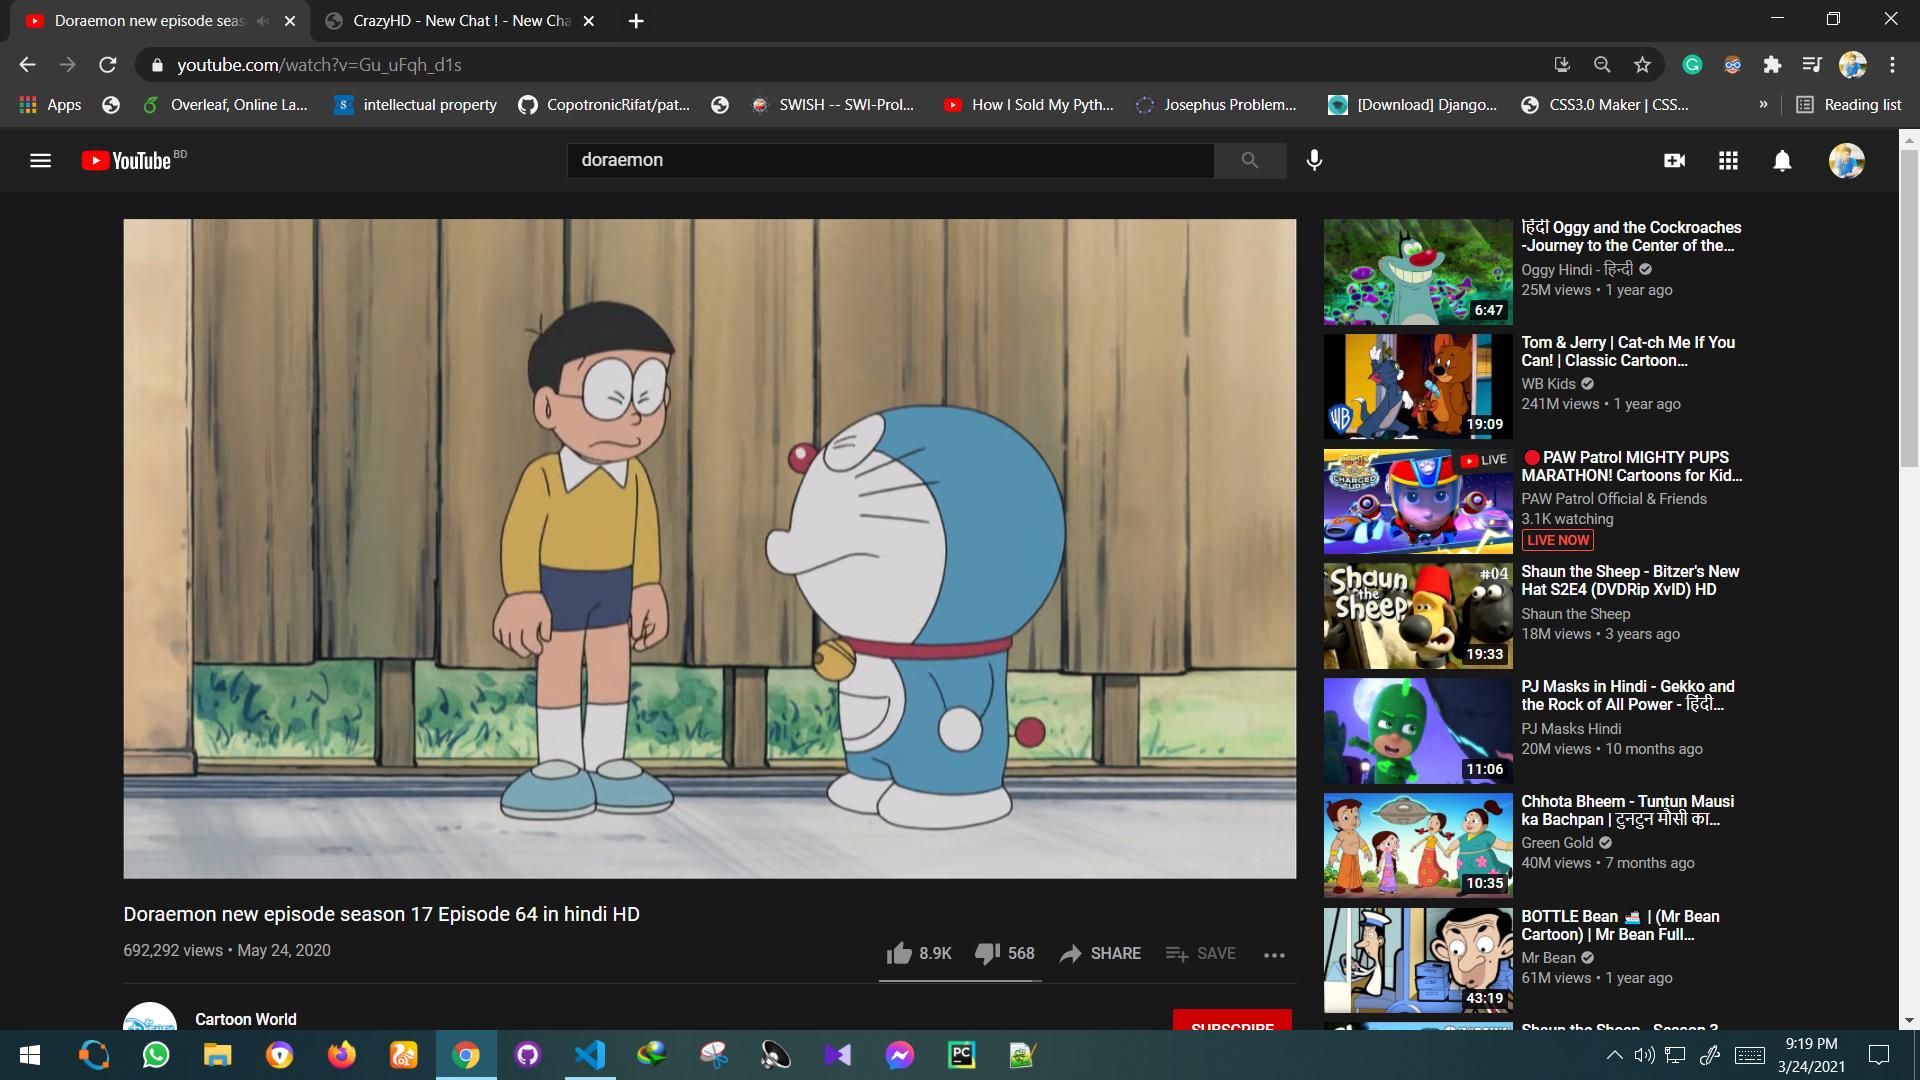 Doraemon new episode seas
CrazyHD - New Chat ! - New Cha
youtube.com/watch?v=Gu_uFqh_d1s
Apps
Overleaf, Online La...
intellectual property
CopotronicRifat/pat...
SWISH -- SWI-Prol...
How I Sold My Pyth...
Josephus Problem...
[Download] Django...
CSS3.0 Maker | CSS...
»
Reading list
YouTube BD
doraemon
Doraemon new episode season 17 Episode 64 in hindi HD
692,292 views • May 24, 2020
8.9K
568
SHARE
SAVE
Cartoon World
SUBSCRIBE
6:47
हिंदी Oggy and the Cockroaches
-Journey to the Center of the...
Oggy Hindi - हिन्दी
25M views • 1 year ago
WB
19:09
Tom & Jerry | Cat-ch Me If You
Can! | Classic Cartoon...
WB Kids
241M views • 1 year ago
CHARGED UP
LIVE
PAW Patrol MIGHTY PUPS
MARATHON! Cartoons for Kid...
PAW Patrol Official & Friends
3.1K watching
LIVE NOW
Shaun the Sheep
#04
19:33
Shaun the Sheep - Bitzer's New
Hat S2E4 (DVDRip XvID) HD
Shaun the Sheep
18M views • 3 years ago
11:06
PJ Masks in Hindi - Gekko and
the Rock of All Power - हिंदी...
PJ Masks Hindi
20M views • 10 months ago
10:35
Chhota Bheem - Tuntun Mausi
ka Bachpan | टुनटुन मौसी का...
Green Gold
40M views • 7 months ago
43:19
BOTTLE Bean 🚢 | (Mr Bean
Cartoon) | Mr Bean Full...
Mr Bean
61M views • 1 year ago
Shaun the Sheep - Season 3
PC
9:19 PM
3/24/2021